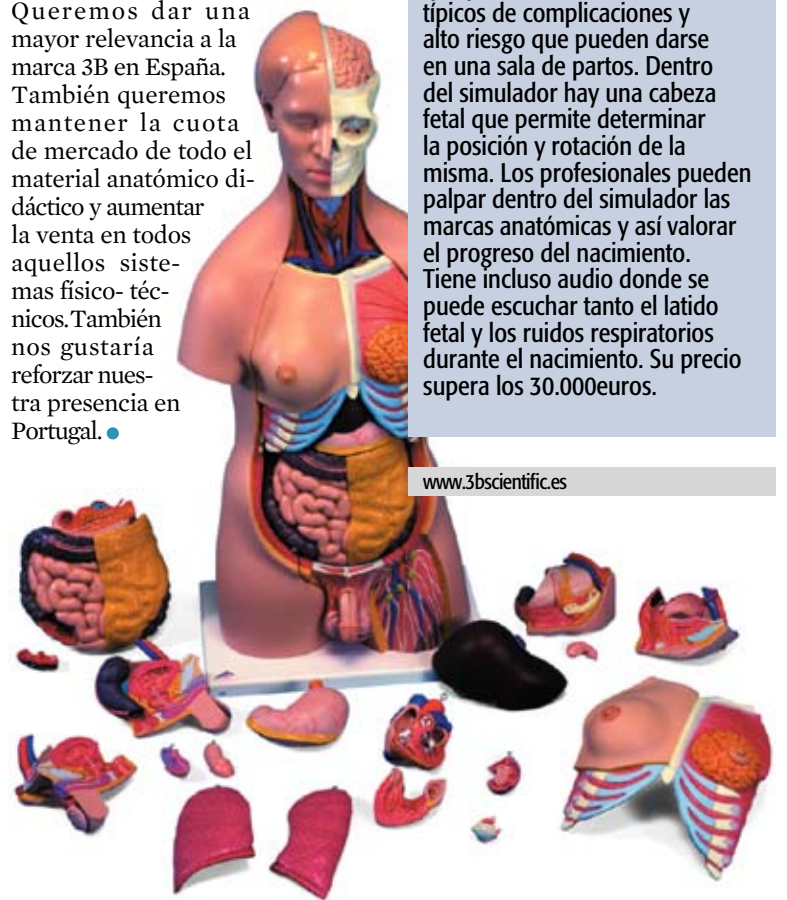 Queremos dar una
mayor relevancia a la
marca 3B en España.
También queremos
mantener la cuota
de mercado de todo el
material anatómico di-
dáctico y aumentar
la venta en todos
aquellos siste-
mas físico- téc-
nicos.También
nos gustaría
reforzar nues-
tra presencia en
Portugal.
típicos de complicaciones y
alto riesgo que pueden darse
en una sala de partos. Dentro
del simulador hay una cabeza
fetal que permite determinar
la posición y rotación de la
misma. Los profesionales pueden
palpar dentro del simulador las
marcas anatómicas y así valorar
el progreso del nacimiento.
Tiene incluso audio donde se
puede escuchar tanto el latido
fetal y los ruidos respiratorios
durante el nacimiento. Su precio
supera los 30.000euros.
www.3bscientific.es